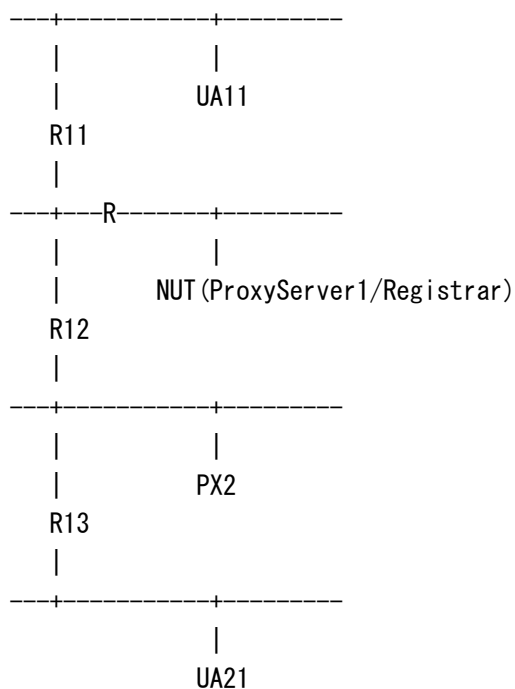 ---+----------+---------
|          |
|         UA11
R11
|
---+---R-------+---------
|          |
|      NUT(ProxyServer1/Registrar)
R12
|
---+----------+---------
|          |
|         PX2
R13
|
---+----------+---------
|
UA21